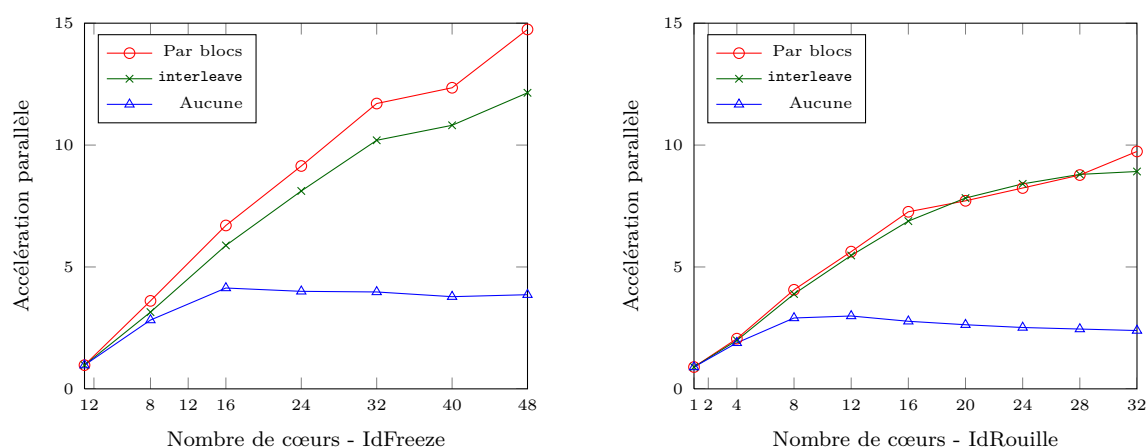 15
10
5
0
Accélération parallèle
Par blocs
interleave
Aucune
1 2 8 12 16 24 32 40 48
Nombre de cœurs - IdFreeze
15
10
5
0
Accélération parallèle
Par blocs
interleave
Aucune
1 2 4 8 12 16 20 24 28 32
Nombre de cœurs - IdRouille